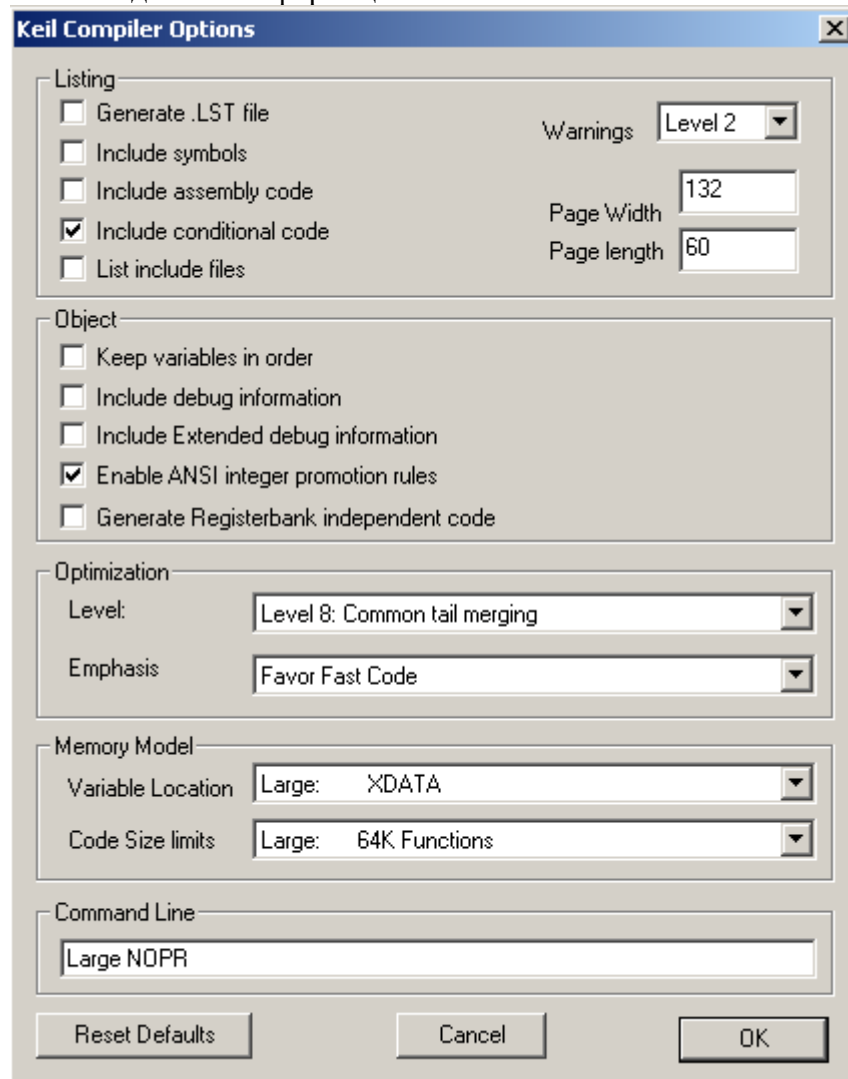 Keil Compiler Options
Listing
Generate .LST file
Include symbols
Include assembly code
Include conditional code
List include files
Warnings Level 2
Page Width 132
Page length 60
Object
Keep variables in order
Include debug information
Include Extended debug information
Enable ANSI integer promotion rules
Generate Registerbank independent code
Optimization
Level: Level 8: Common tail merging
Emphasis Favor Fast Code
Memory Model
Variable Location Large: XDATA
Code Size limits Large: 64K Functions
Command Line
Large NOPR
Reset Defaults Cancel OK